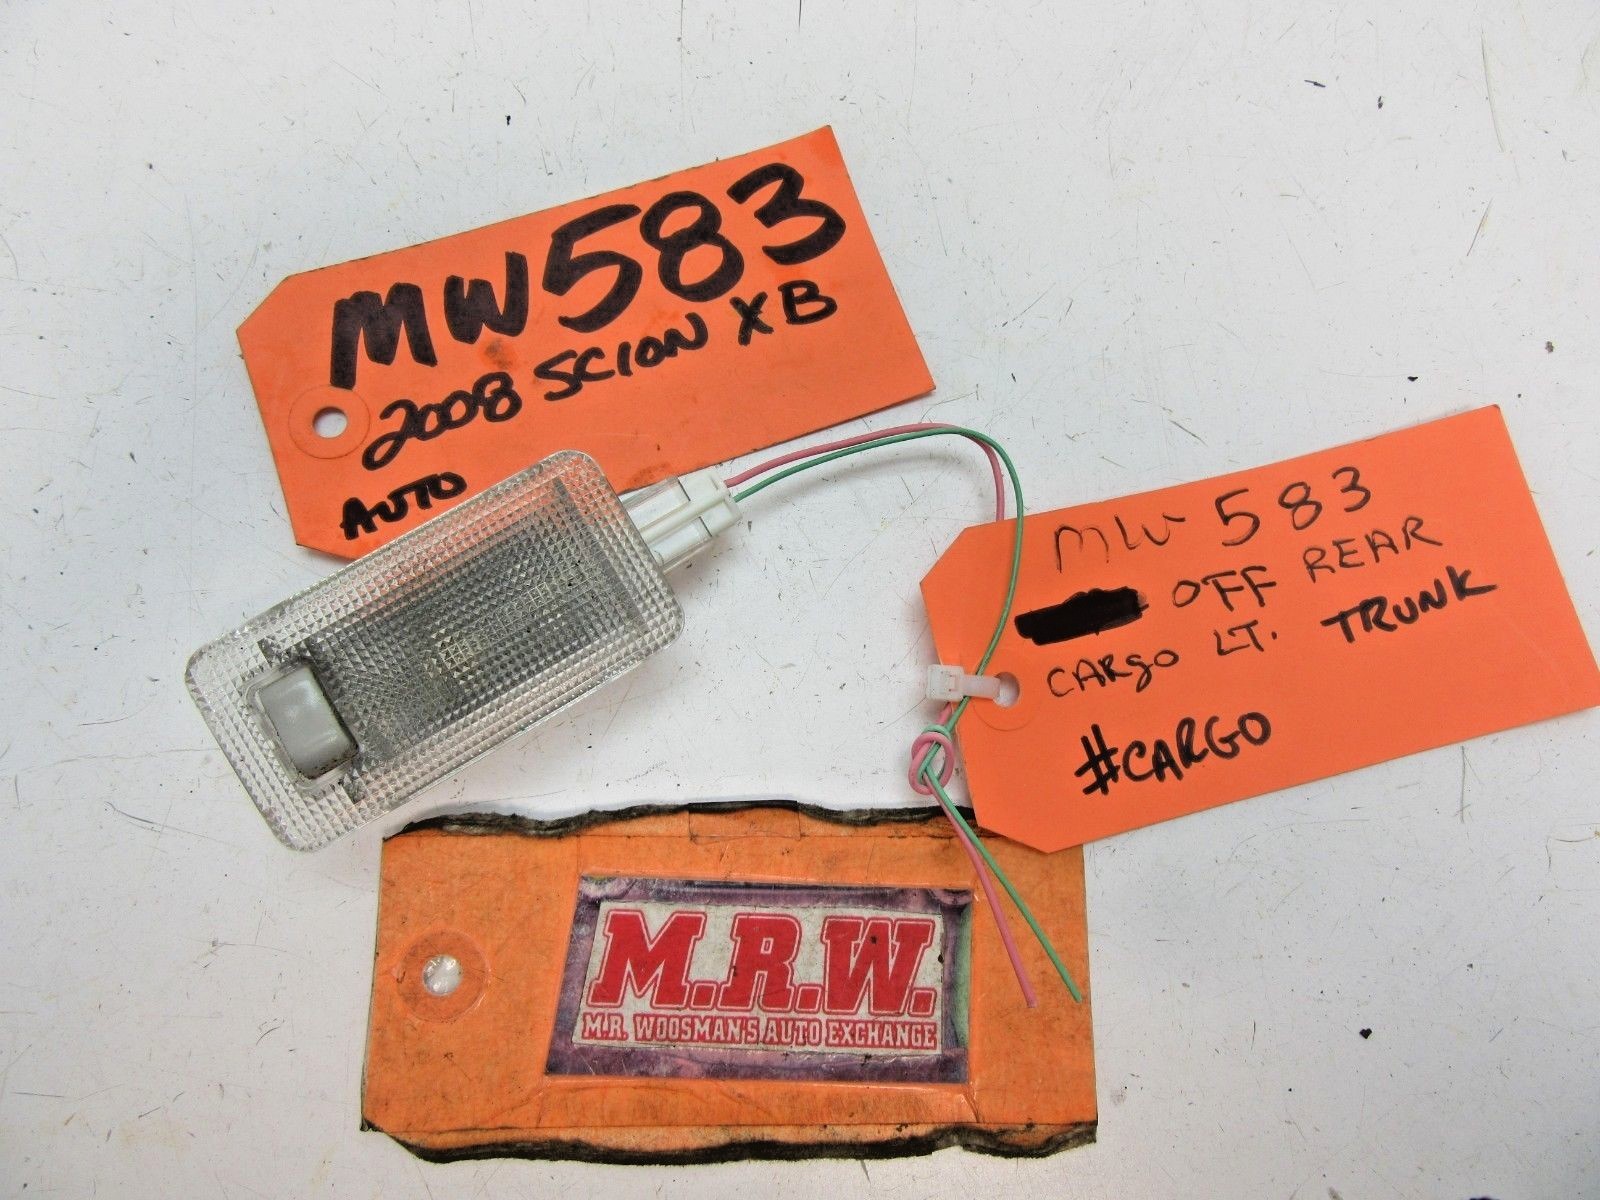 MW583
2008 SCION XB
AUTO
MW 583
OFF REAR
CARgO LT. TRUNK
#CARGO
M.R.W.
M.R. WOOSMAN'S AUTO EXCHANGE